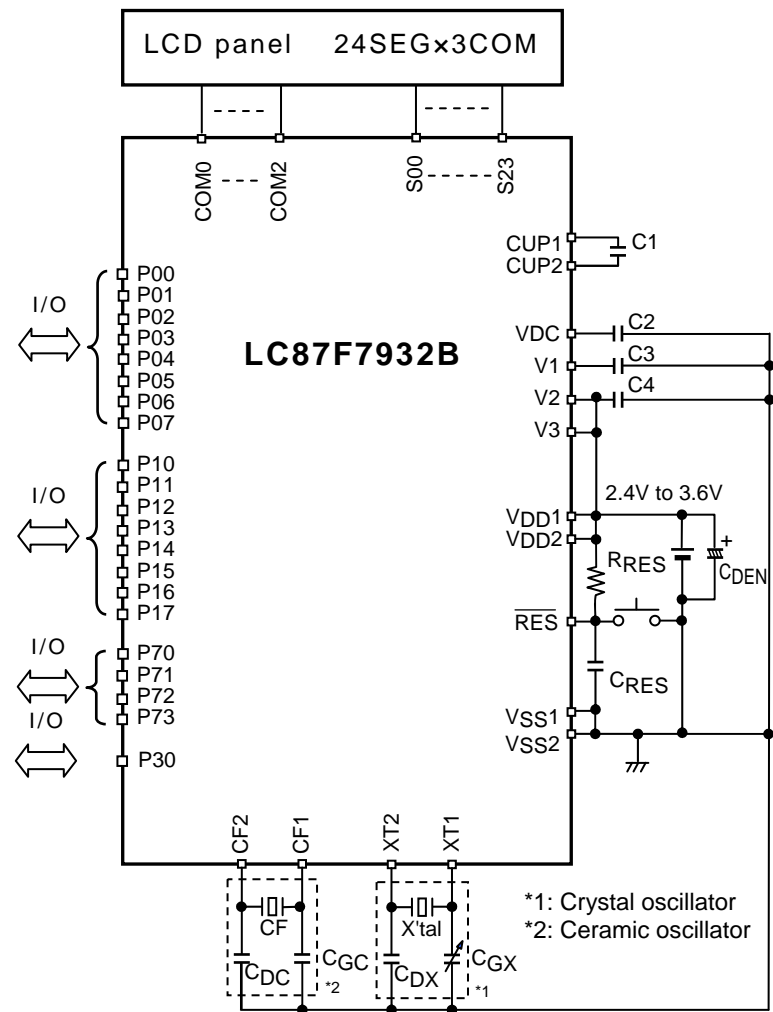 LCD panel 24SEG×3COM
COM0
COM2
S00
S23
CUP1
C1
CUP2
P00
P01
I/O
P02
P03
P04
P05
P06
P07
LC87F7932B
VDC
C2
V1
C3
V2
C4
V3
P10
P11
I/O
P12
P13
P14
P15
P16
P17
2.4V to 3.6V
VDD1
VDD2
RRES
+
CDEN
RES
CRES
I/O
P70
P71
P72
P73
I/O
P30
VSS1
VSS2
CF2
CF1
XT2
XT1
CF
X'tal
CDC
CGC
*2
CDX
CGX
*1
*1: Crystal oscillator
*2: Ceramic oscillator